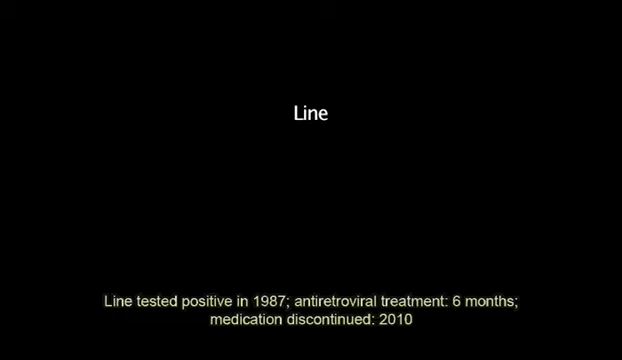 Line
Line tested positive in 1987; antiretroviral treatment: 6 months;
medication discontinued: 2010